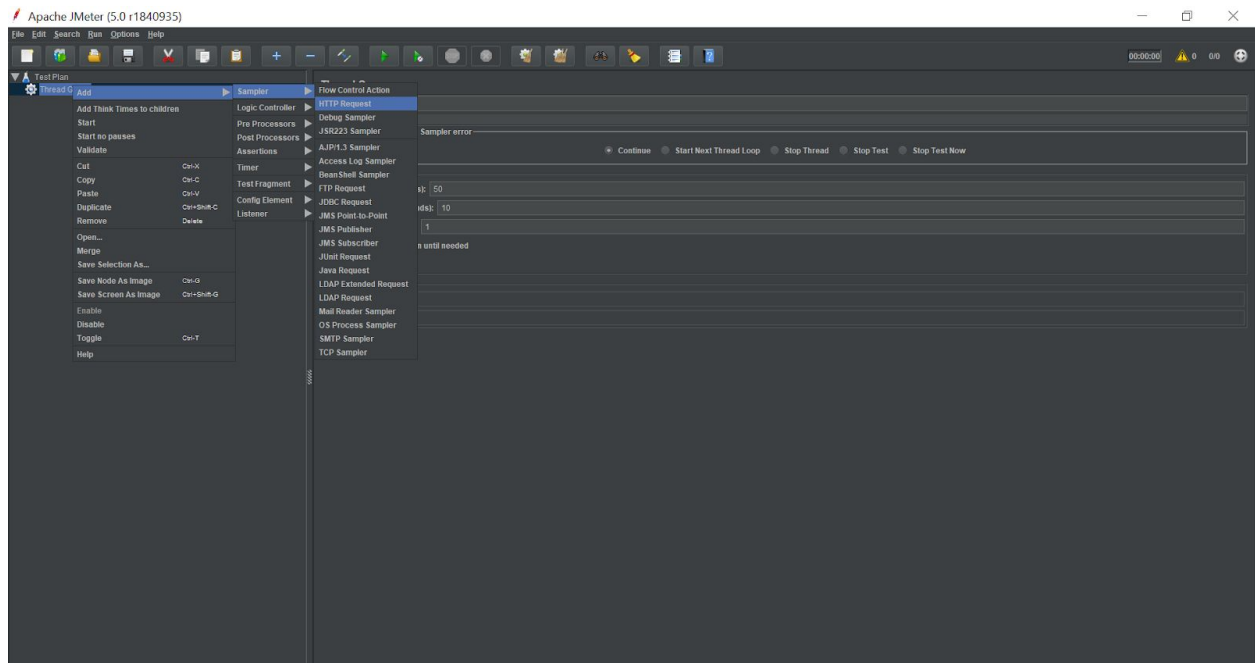 Apache JMeter (5.0 r1840935)
File Edit Search Run Options Help
00:00:00 0 0/0
Test Plan
Thread G
Add
Add Think Times to children
Start
Start no pauses
Validate
Cut Ctrl-X
Copy Ctrl-C
Paste Ctrl-V
Duplicate Ctrl+Shift-C
Remove Delete
Open...
Merge
Save Selection As...
Save Node As Image Ctrl-G
Save Screen As Image Ctrl+Shift-G
Enable
Disable
Toggle Ctrl-T
Help
Sampler
Logic Controller
Pre Processors
Post Processors
Assertions
Timer
Test Fragment
Config Element
Listener
Flow Control Action
HTTP Request
Debug Sampler
JSR223 Sampler
AJP/1.3 Sampler
Access Log Sampler
BeanShell Sampler
FTP Request
JDBC Request
JMS Point-to-Point
JMS Publisher
JMS Subscriber
JUnit Request
Java Request
LDAP Extended Request
LDAP Request
Mail Reader Sampler
OS Process Sampler
SMTP Sampler
TCP Sampler
Sampler error
Continue Start Next Thread Loop Stop Thread Stop Test Stop Test Now
s): 50
ds): 10
1
n until needed